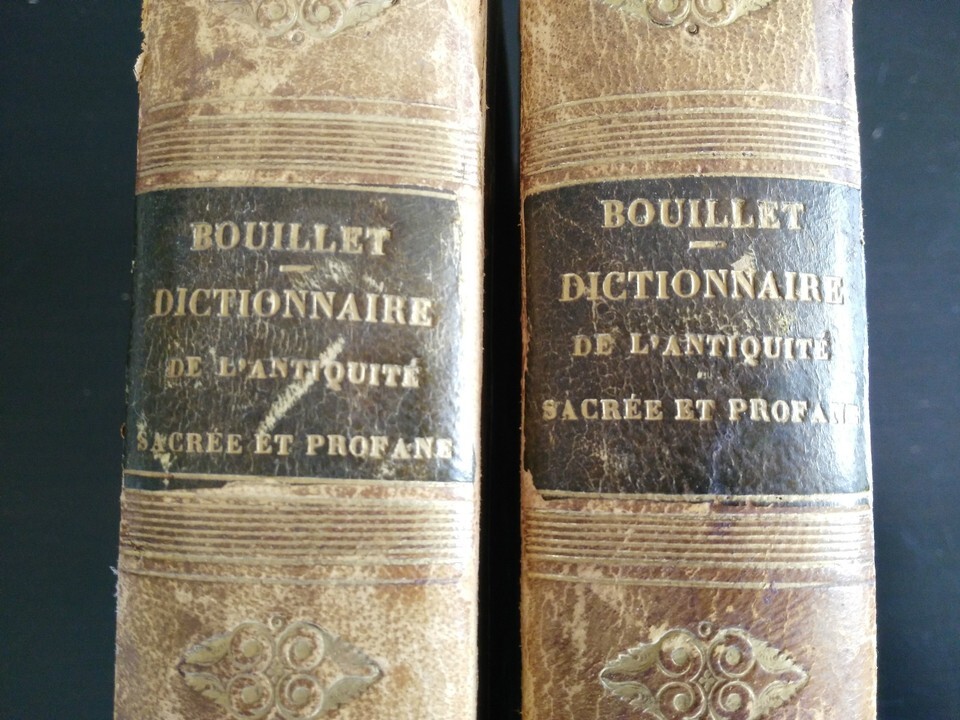 BOUILLET
DICTIONNAIRE
DE L'ANTIQUITÉ
SACRÉE ET PROFANE
BOUILLET
DICTIONNAIRE
DE L'ANTIQUITÉ
SACRÉE ET PROFANE